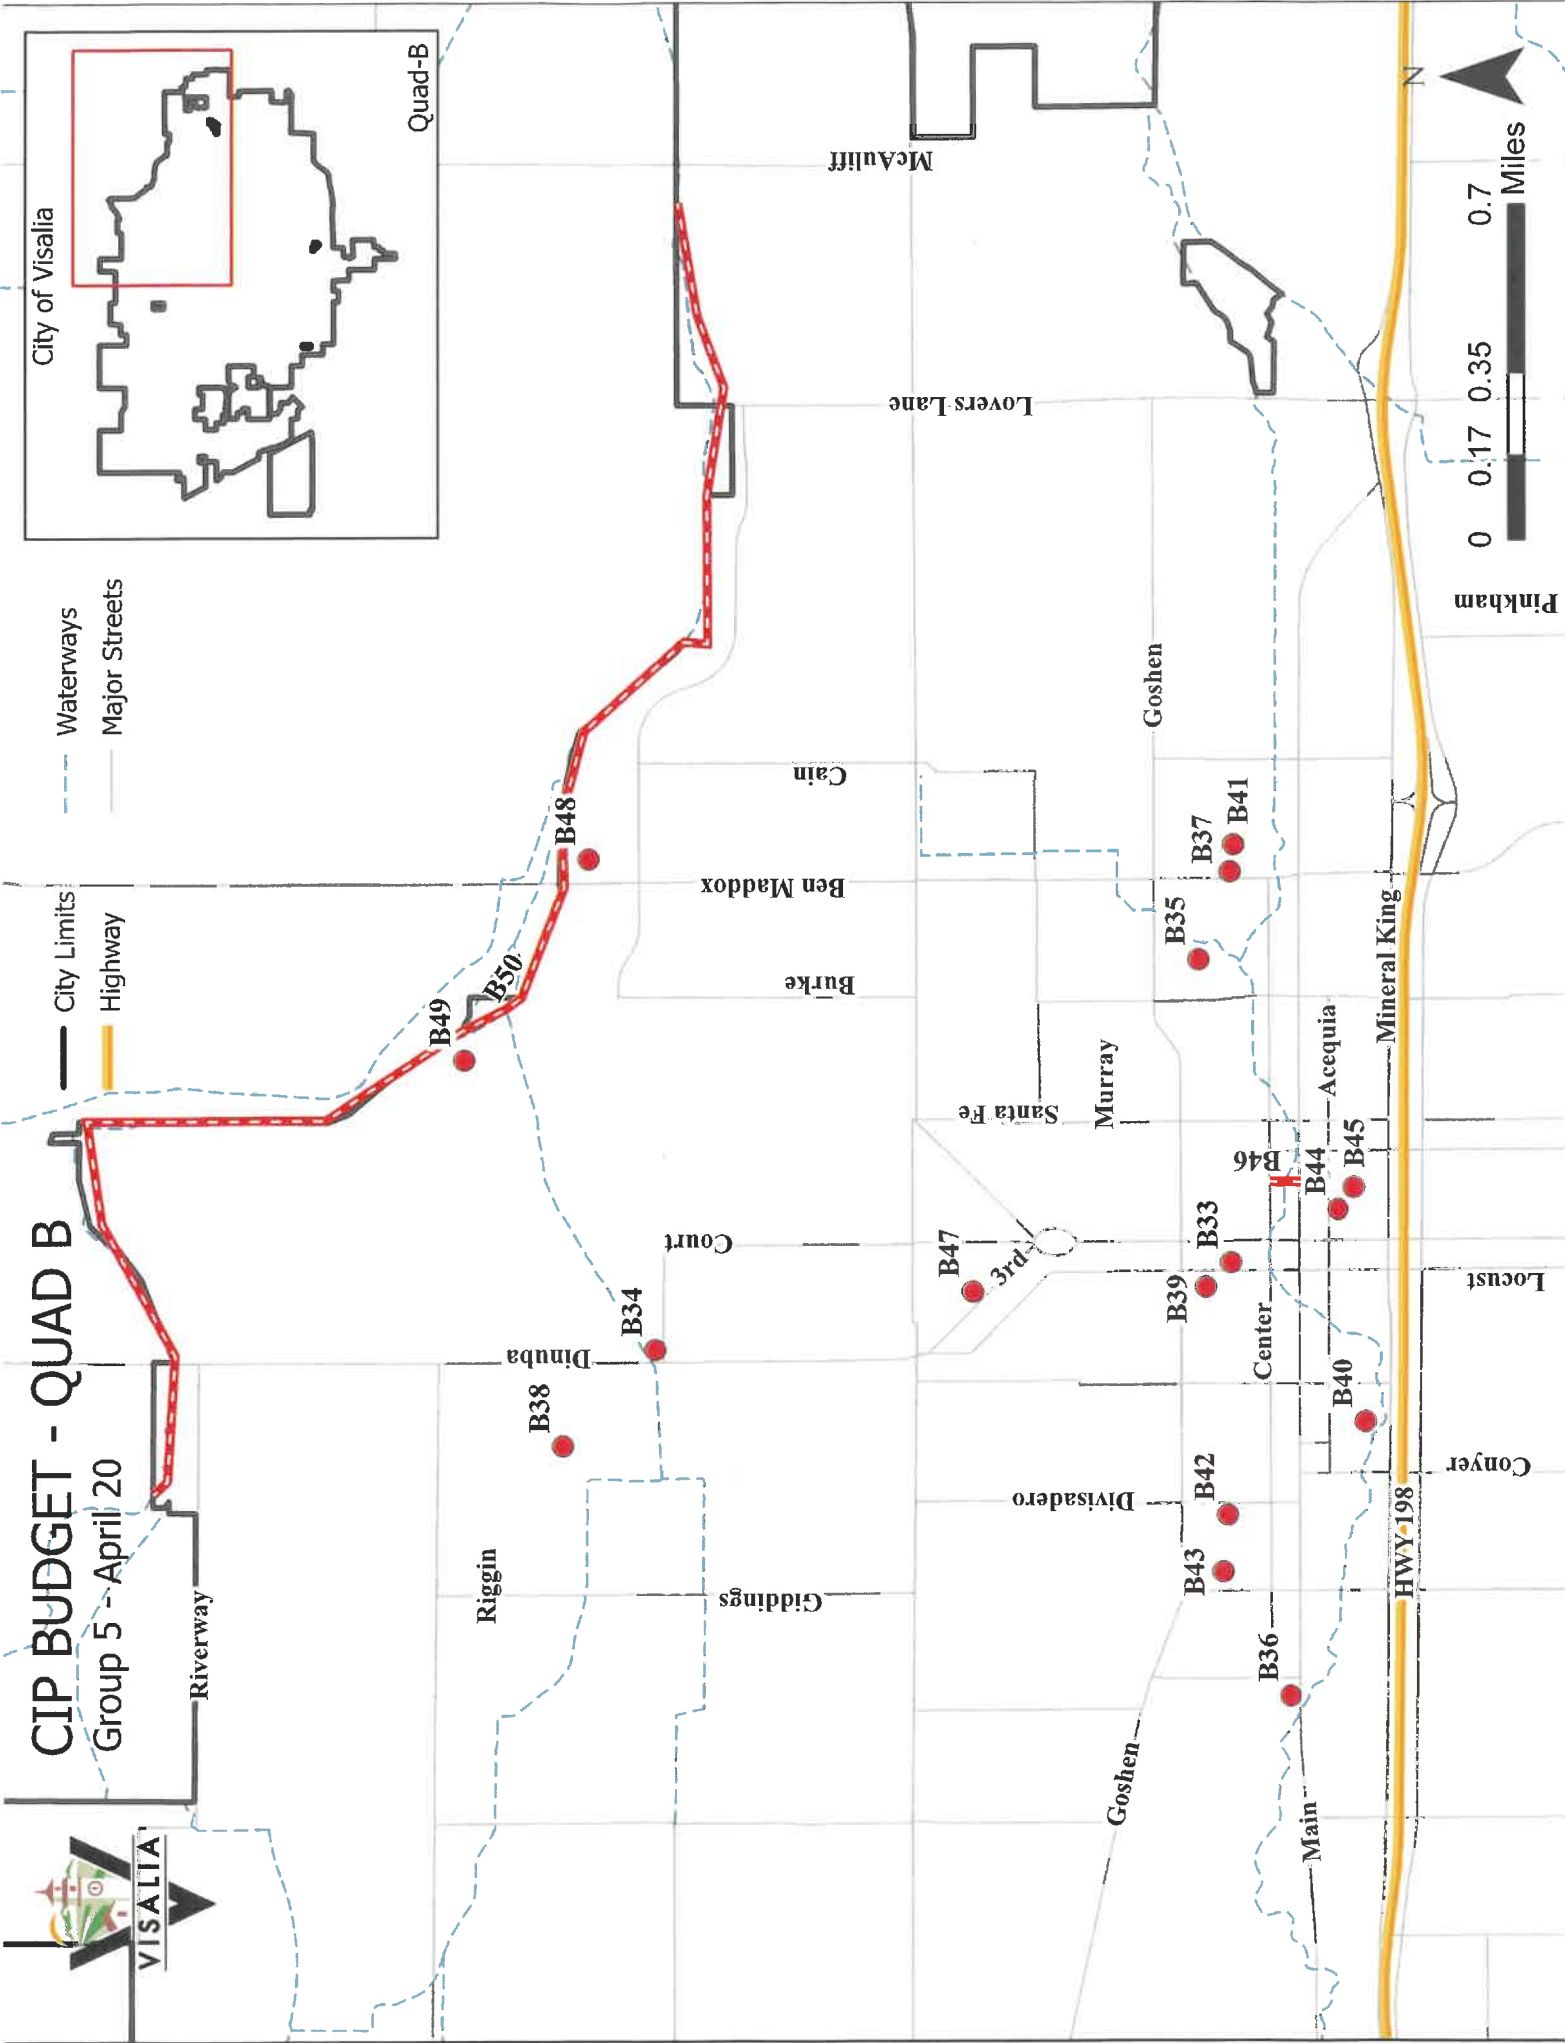 CIP BUDGET - QUAD B
Group 5 - April 20
VISALIA
City Limits
Highway
Waterways
Major Streets
City of Visalia
Quad-B
Riverway
Riggin
Giddings
Dinuba
Court
B38
B34
B49
B50
B48
Ben Maddox
Burke
Cain
Lovers Lane
McAuliff
B47
3rd
Santa Fe
Murray
Goshen
Goshen
Divisadero
B43
B42
B39
B33
B46
B35
B37
B41
B36
Center
B40
B44
B45
Acequia
Main
Mineral King
HWY 198
Conyer
Locust
Pinkham
0 0.17 0.35 0.7
Miles
N